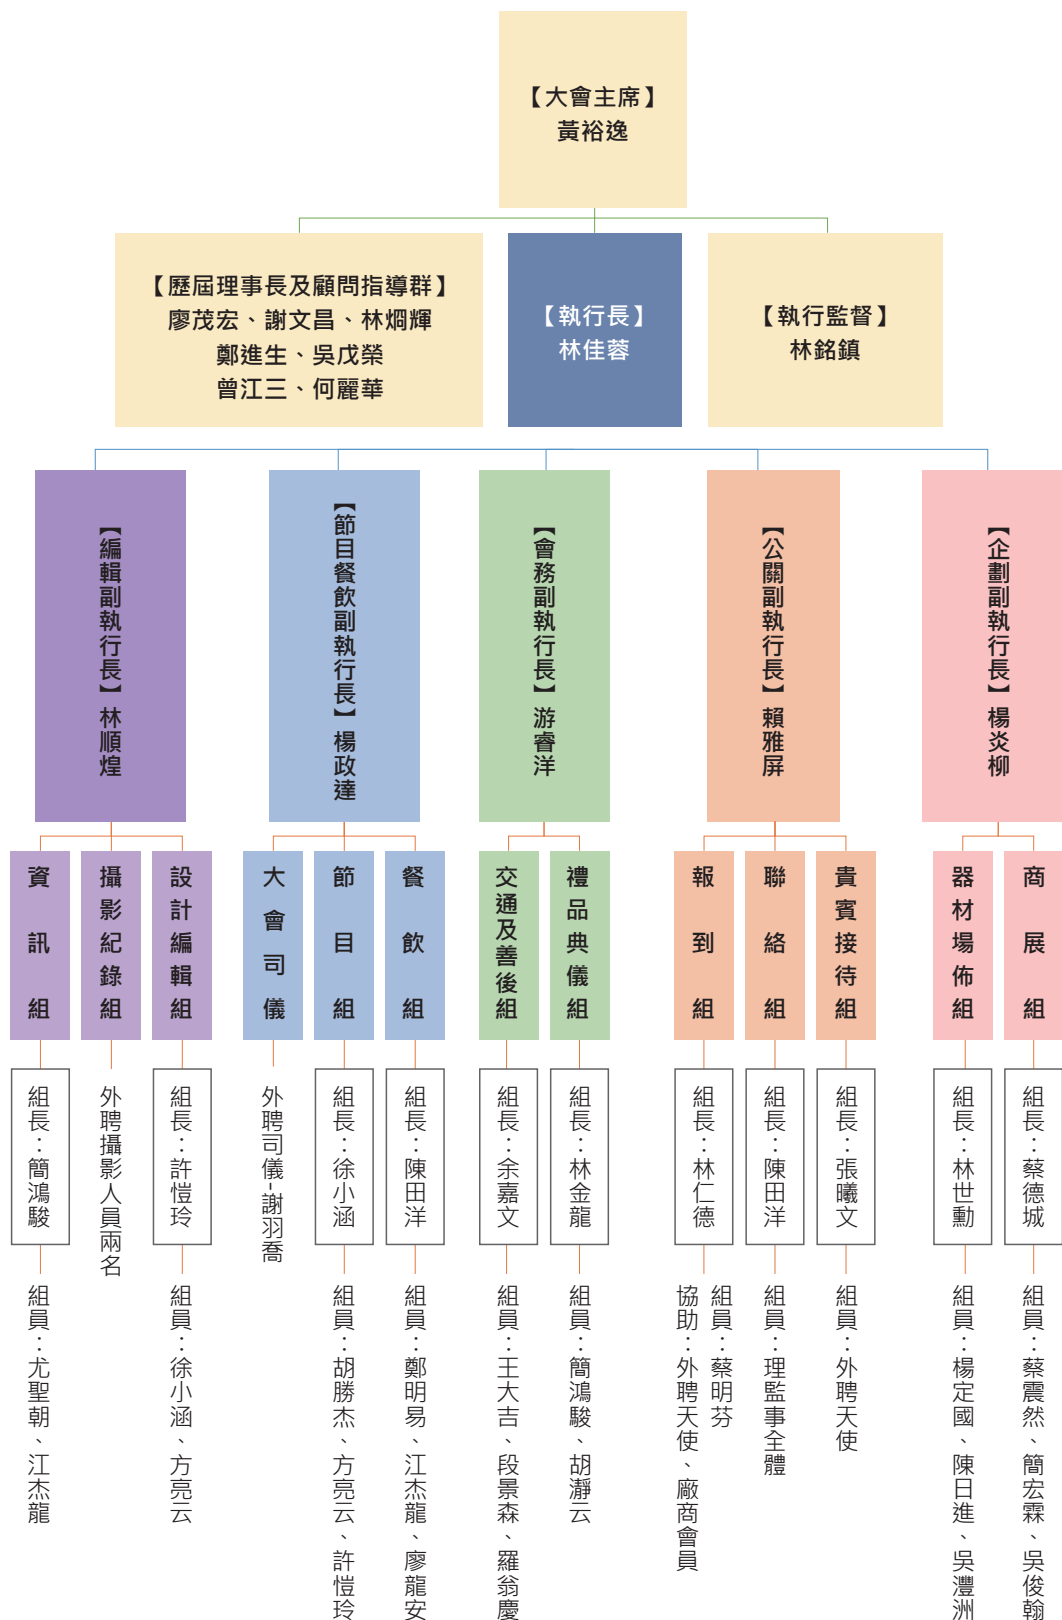 【大會主席】
黃裕逸
【歷屆理事長及顧問指導群】
廖茂宏、謝文昌、林烱輝
鄭進生、吳戊榮
曾江三、何麗華
【執行長】
林佳蓉
【執行監督】
林銘鎮
【編輯副執行長】林順煌
【節目餐飲副執行長】楊政達
【會務副執行長】游睿洋
【公關副執行長】賴雅屏
【企劃副執行長】楊炎柳
資訊組
攝影紀錄組
設計編輯組
大會司儀
節目組
餐飲組
交通及善後組
禮品典儀組
報到組
聯絡組
貴賓接待組
器材場佈組
商展組
組長：簡鴻駿
外聘攝影人員兩名
組長：許愷玲
外聘司儀-謝羽喬
組長：徐小涵
組長：陳田洋
組長：余嘉文
組長：林金龍
組長：林仁德
組長：陳田洋
組長：張曦文
組長：林世勳
組長：蔡德城
組員：尤聖朝、江杰龍
組員：徐小涵、方亮云
組員：胡勝杰、方亮云、許愷玲
組員：鄭明易、江杰龍、廖龍安
組員：王大吉、段景森、羅翁慶
組員：簡鴻駿、胡瀞云
組員：蔡明芬
協助：外聘天使、廠商會員
組員：理監事全體
組員：外聘天使
組員：楊定國、陳日進、吳灃洲
組員：蔡震然、簡宏霖、吳俊翰